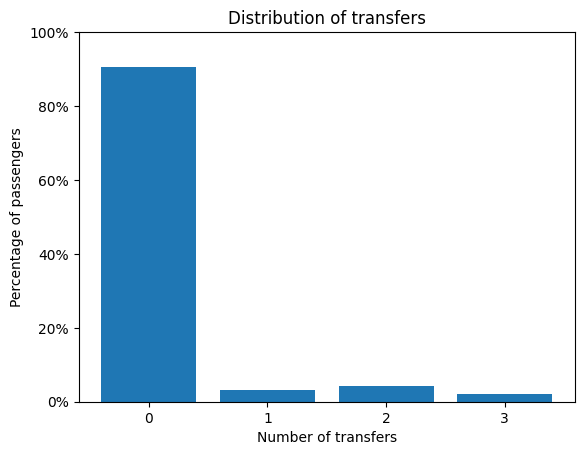 Distribution of transfers
100%
80%
60%
40%
20%
0%
Percentage of passengers
0 1 2 3
Number of transfers